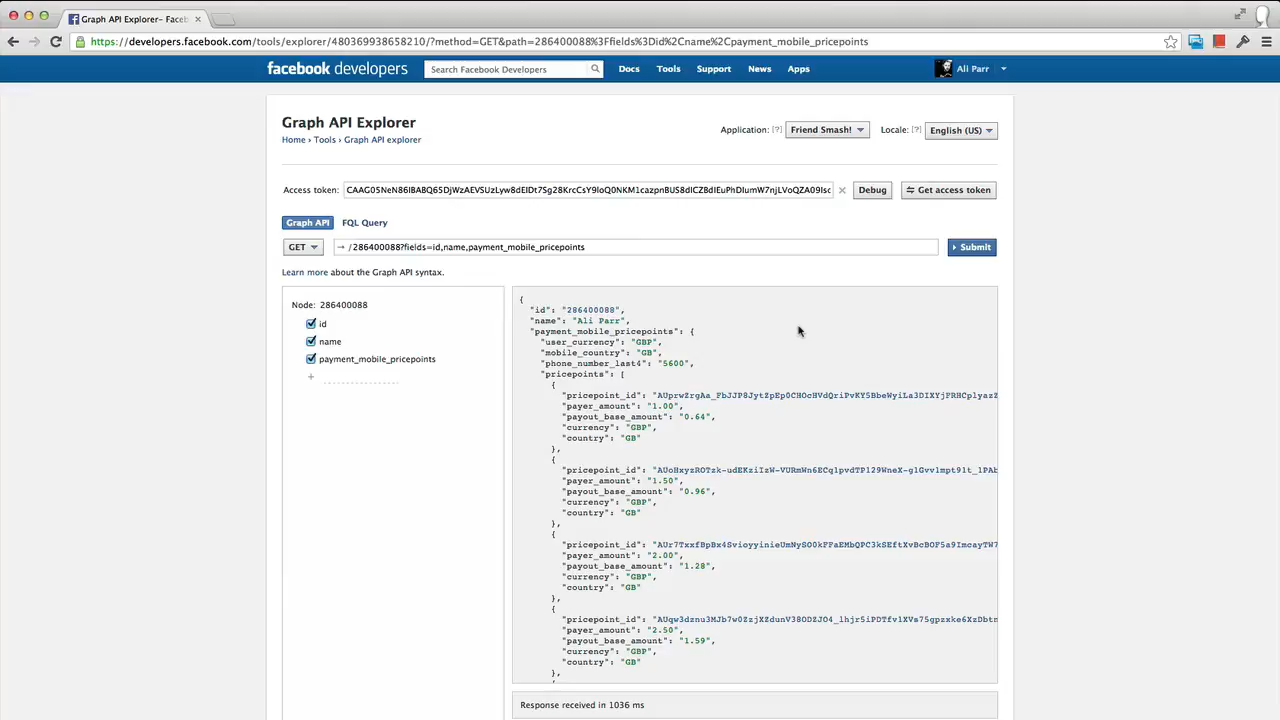 Graph API Explorer- Faceb
https://developers.facebook.com/tools/explorer/480369938658210/?method=GET&path=286400088%3Ffields%3Did%2Cname%2Cpayment_mobile_pricepoints
facebook developers Search Facebook Developers Docs Tools Support News Apps Ali Parr
Graph API Explorer
Home › Tools › Graph API explorer
Application: [?] Friend Smash! Locale: [?] English (US)
Access token: Debug Get access token
Graph API FQL Query
GET → /286400088?fields=id,name,payment_mobile_pricepoints Submit
Learn more about the Graph API syntax.
Node: 286400088
id
name
payment_mobile_pricepoints
+
{
"id": "286400088",
"name": "Ali Parr",
"payment_mobile_pricepoints": {
"user_currency": "GBP",
"mobile_country": "GB",
"phone_number_last4": "5600",
"pricepoints": [
{
"pricepoint_id":
"payer_amount": "1.00",
"payout_base_amount": "0.64",
"currency": "GBP",
"country": "GB"
},
{
"pricepoint_id":
"payer_amount": "1.50",
"payout_base_amount": "0.96",
"currency": "GBP",
"country": "GB"
},
{
"pricepoint_id":
"payer_amount": "2.00",
"payout_base_amount": "1.28",
"currency": "GBP",
"country": "GB"
},
{
"pricepoint_id":
"payer_amount": "2.50",
"payout_base_amount": "1.59",
"currency": "GBP",
"country": "GB"
},
Response received in 1036 ms